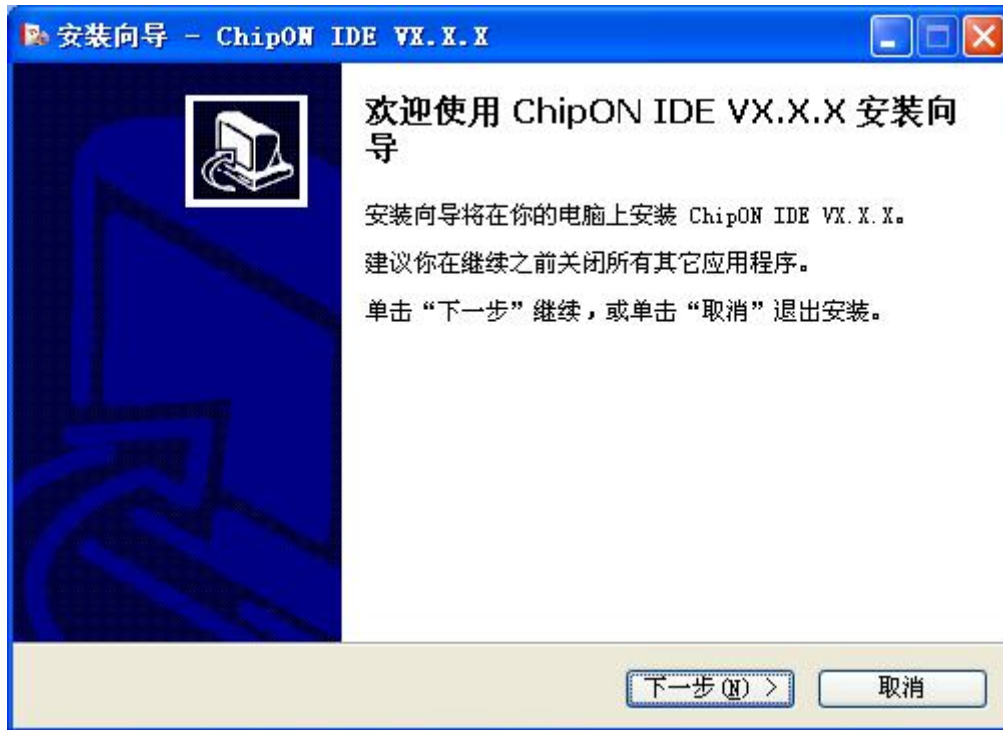 安装向导 - ChipON IDE VX.X.X
欢迎使用 ChipON IDE VX.X.X 安装向
导
安装向导将在你的电脑上安装 ChipON IDE VX.X.X。
建议你在继续之前关闭所有其它应用程序。
单击“下一步”继续，或单击“取消”退出安装。
下一步(N) >
取消